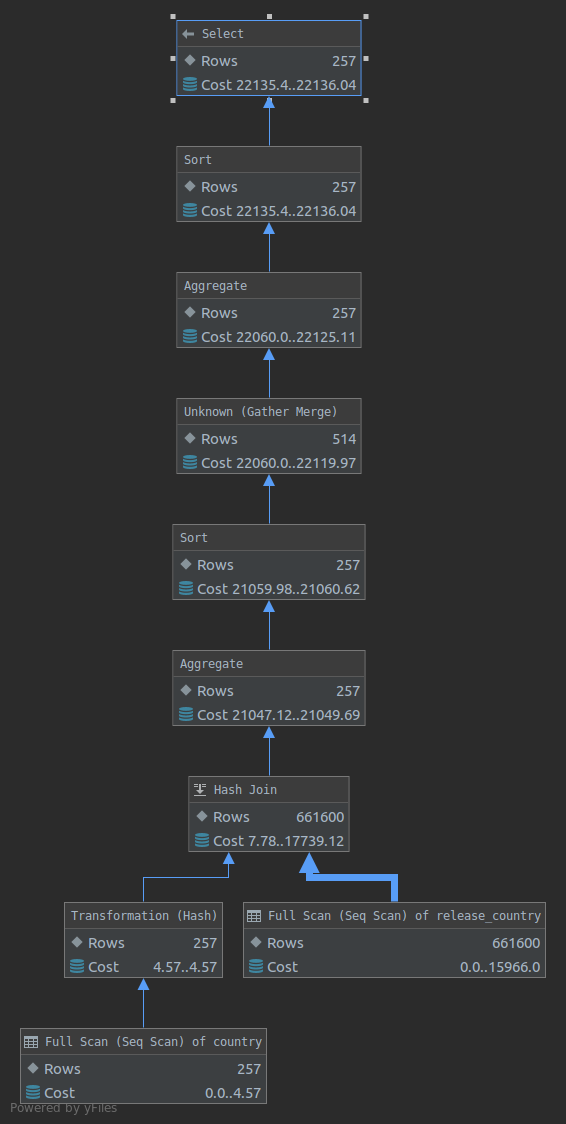 Select
Rows 257
Cost 22135.4..22136.04
Sort
Rows 257
Cost 22135.4..22136.04
Aggregate
Rows 257
Cost 22060.0..22125.11
Unknown (Gather Merge)
Rows 514
Cost 22060.0..22119.97
Sort
Rows 257
Cost 21059.98..21060.62
Aggregate
Rows 257
Cost 21047.12..21049.69
Hash Join
Rows 661600
Cost 7.78..17739.12
Transformation (Hash)
Rows 257
Cost 4.57..4.57
Full Scan (Seq Scan) of release_country
Rows 661600
Cost 0.0..15966.0
Full Scan (Seq Scan) of country
Rows 257
Cost 0.0..4.57
Powered by yFiles